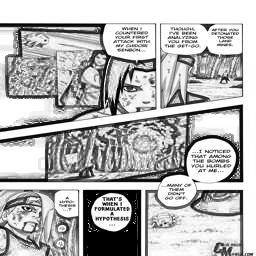 AFTER YOU
DETONATED
THOSE
LAND
MINES.
THOUGH,
I'VE BEEN
ANALYZING
YOU FROM
THE GET-GO.
WHEN I
COUNTERED
YOUR FIRST
ATTACK WITH
MY CHIDORI
SENBON...
...I NOTICED
THAT AMONG
THE BOMBS
YOU HURLED
AT ME...
...MANY OF
THEM
DIDN'T
GO OFF.
THAT'S
WHEN I
FORMULATED
A
HYPOTHESIS
...
A
HYPO-
THESIS
...?